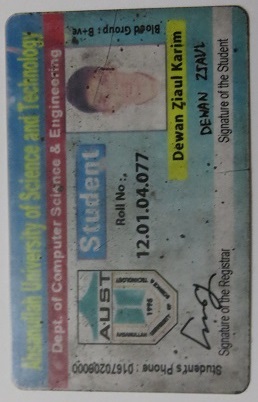 Ahsanullah University of Science and Technology
Dept. of Computer Science & Engineering
Student
Roll No :
12.01.04.077
Blood Group : B+ve
Dewan Ziaul Karim
DEWAN ZIAUL
Signature of the Student
AUST
1995
Signature of the Registrar
Student's Phone : 01670208000